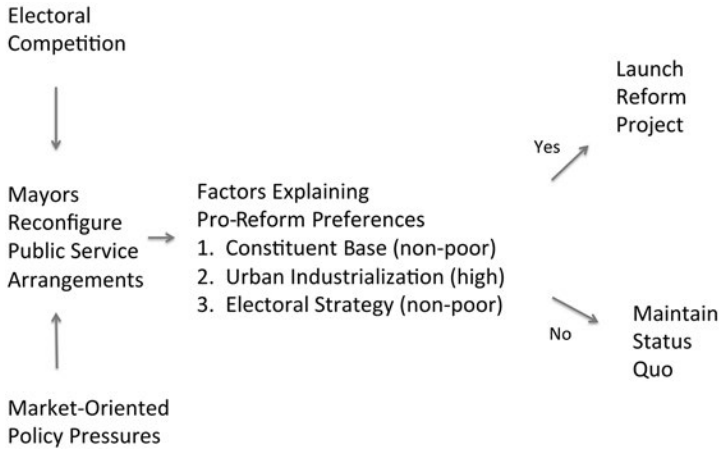 Electoral
Competition
Mayors
Reconfigure
Public Service
Arrangements
Market-Oriented
Policy Pressures
Factors Explaining
Pro-Reform Preferences
1. Constituent Base (non-poor)
2. Urban Industrialization (high)
3. Electoral Strategy (non-poor)
Yes
Launch
Reform
Project
No
Maintain
Status
Quo